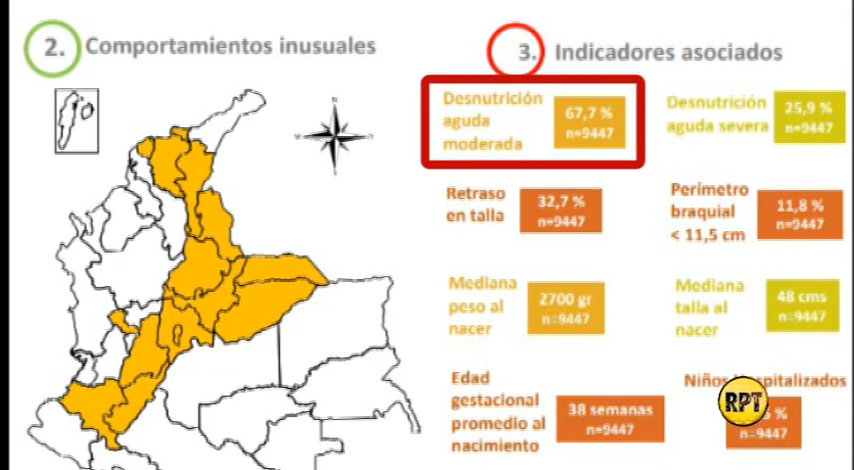 2. Comportamientos inusuales
3. Indicadores asociados
Desnutrición
aguda
moderada
67,7 %
n=9447
Desnutrición
aguda severa
25,9 %
n=9447
Retraso
en talla
32,7 %
n=9447
Perímetro
braquial
< 11,5 cm
11,8 %
n=9447
Mediana
peso al
nacer
2700 gr
n=9447
Mediana
talla al
nacer
48 cms
n=9447
Edad
gestacional
promedio al
nacimiento
38 semanas
n=9447
Niños
%
n=9447
RPT
N